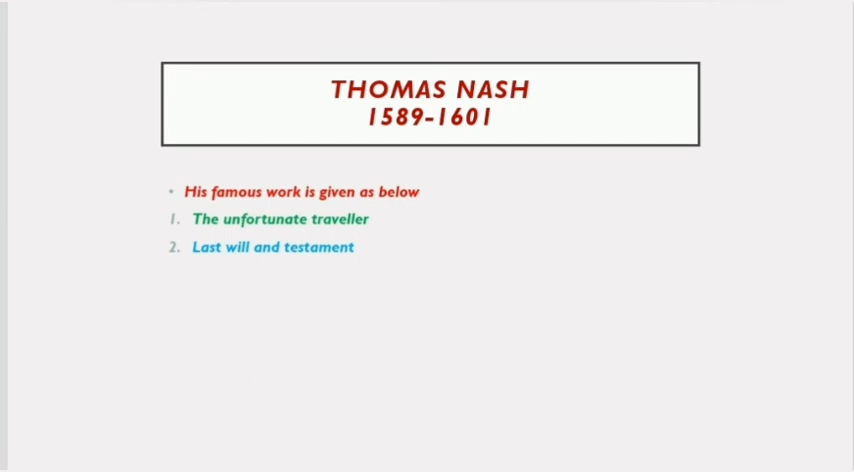 THOMAS NASH
1589-1601
• His famous work is given as below
1. The unfortunate traveller
2. Last will and testament